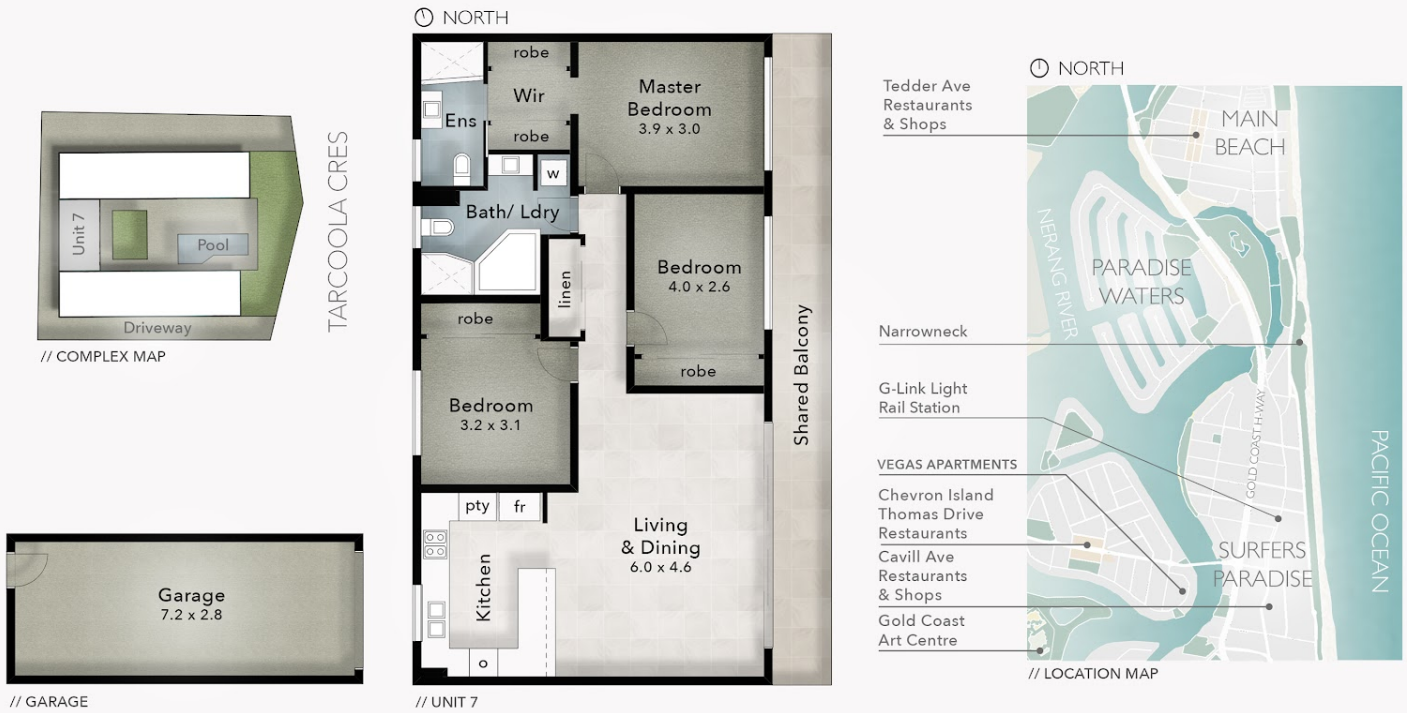 NORTH
robe
Wir
robe
Ens
Master
Bedroom
3.9 x 3.0
w
Bath/ Ldry
linen
Bedroom
4.0 x 2.6
robe
robe
Bedroom
3.2 x 3.1
pty
fr
Kitchen
o
Living
& Dining
6.0 x 4.6
Shared Balcony
// UNIT 7
Unit 7
Pool
Driveway
TARCOOLA CRES
// COMPLEX MAP
Garage
7.2 x 2.8
// GARAGE
NORTH
Tedder Ave
Restaurants
& Shops
Narrowneck
G-Link Light
Rail Station
VEGAS APARTMENTS
Chevron Island
Thomas Drive
Restaurants
Cavill Ave
Restaurants
& Shops
Gold Coast
Art Centre
MAIN
BEACH
NERANG RIVER
PARADISE
WATERS
GOLD COAST H-WAY
SURFERS
PARADISE
PACIFIC OCEAN
// LOCATION MAP